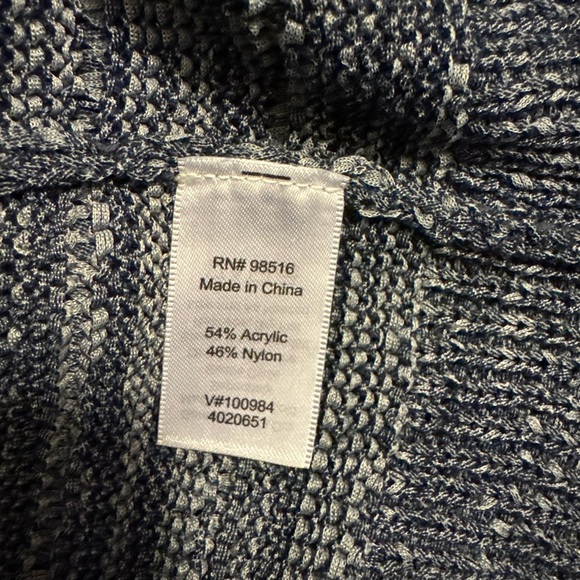 RN# 98516
Made in China
54% Acrylic
46% Nylon
V#100984
4020651